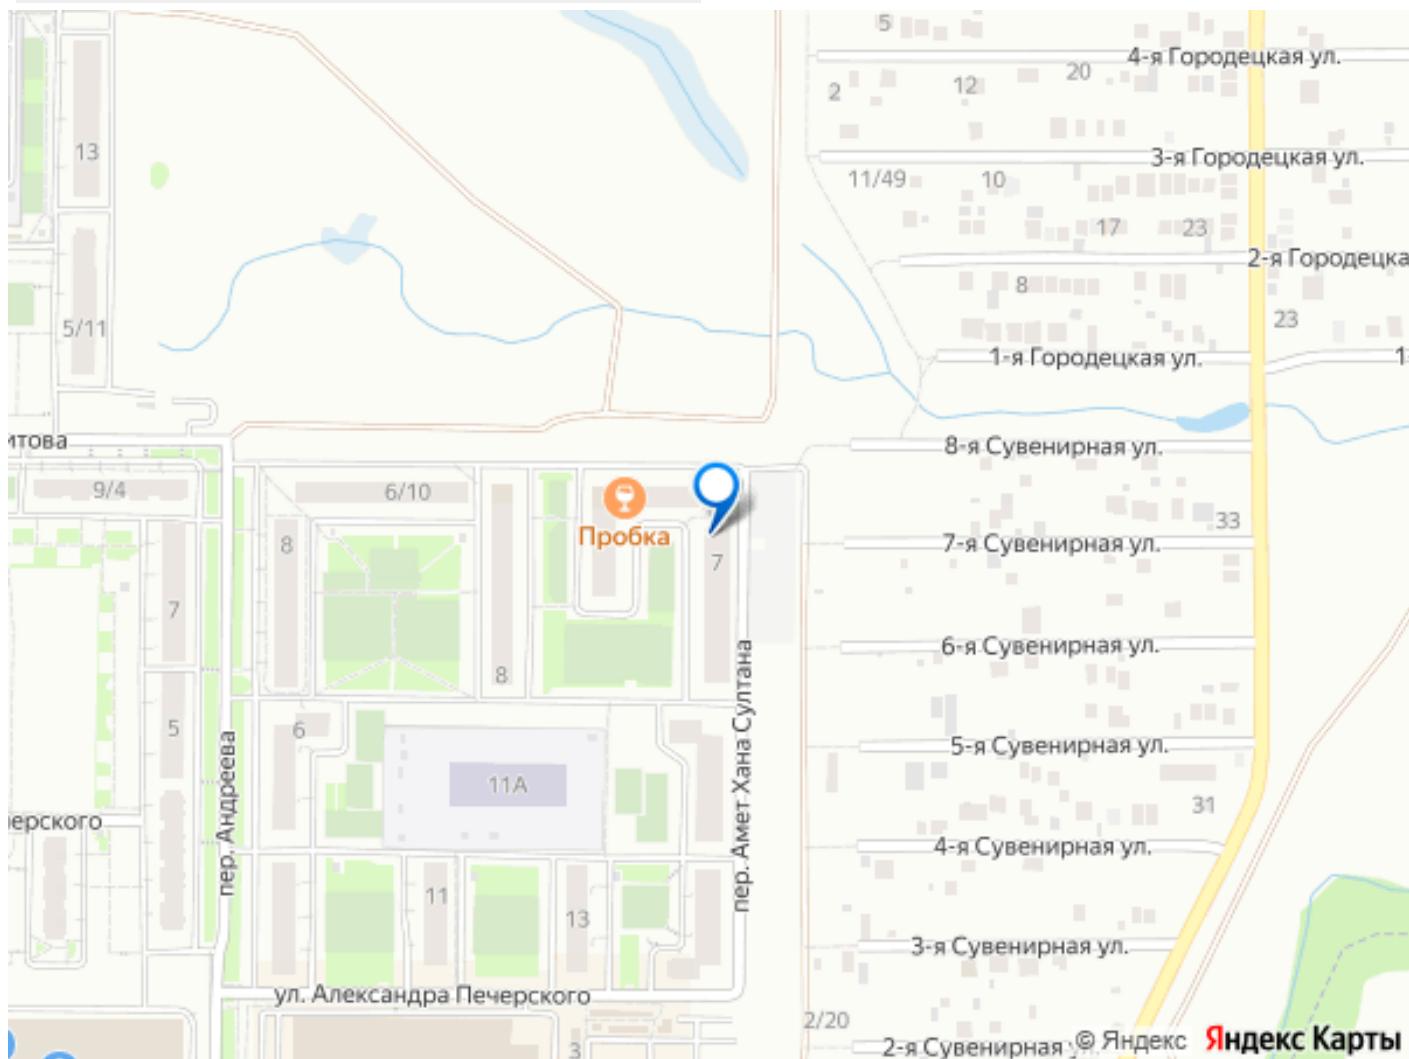 5
4-я Городецкая ул.
20
12
2
13
3-я Городецкая ул.
11/49
10
17
23
2-я Городецка
8
5/11
23
1-я Городецкая ул.
1
итова
8-я Сувенирная ул.
9/4
6/10
33
Пробка
8
7-я Сувенирная ул.
7
7
6-я Сувенирная ул.
8
пер. Амет Хана Султана
5
6
5-я Сувенирная ул.
пер. Андреева
11А
31
ерского
4-я Сувенирная ул.
11
13
3-я Сувенирная ул.
ул. Александра Печерского
2/20
3
2-я Сувенирная
© Яндекс Яндекс Карты